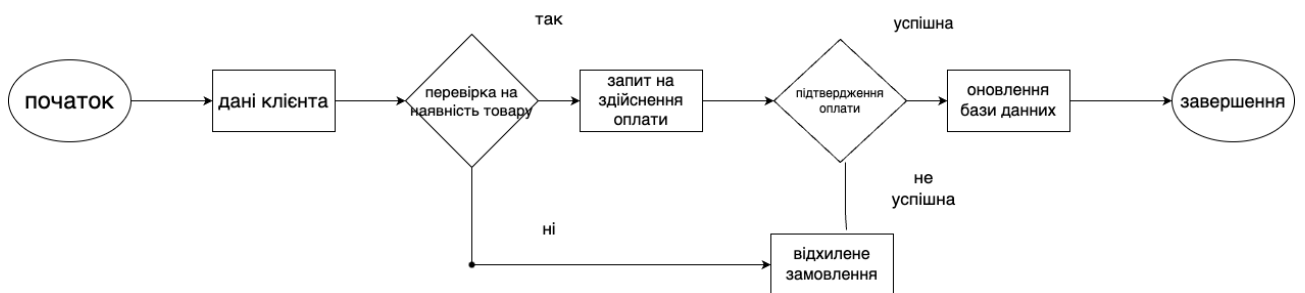 так
успішна
початок
дані клієнта
перевірка на
наявність товару
запит на
здійснення
оплати
підтвердження
оплати
оновлення
бази данних
завершення
не
успішна
ні
відхилене
замовлення